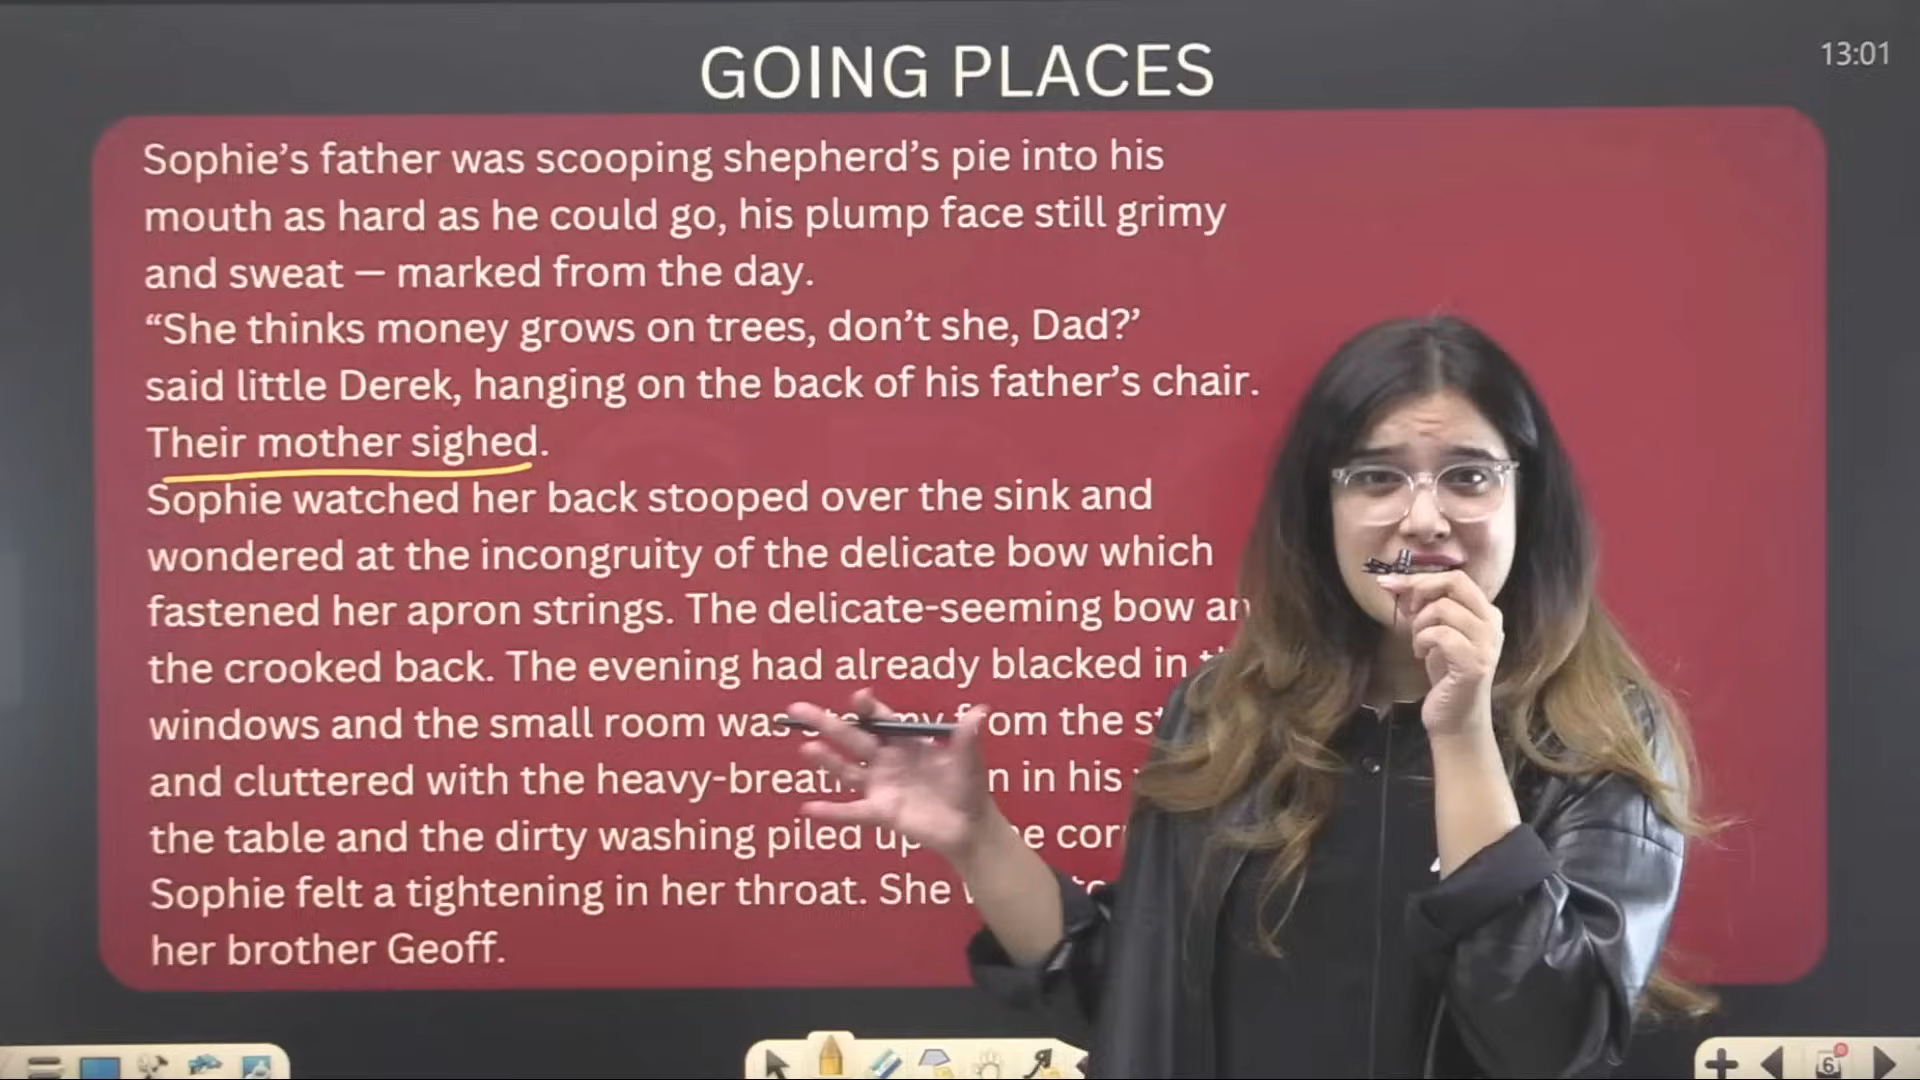 GOING PLACES
13:01
Sophie's father was scooping shepherd's pie into his
mouth as hard as he could go, his plump face still grimy
and sweat — marked from the day.
“She thinks money grows on trees, don't she, Dad?’
said little Derek, hanging on the back of his father's chair.
Their mother sighed.
Sophie watched her back stooped over the sink and
wondered at the incongruity of the delicate bow which
fastened her apron strings. The delicate-seeming bow
the crooked back. The evening had already blacked in
windows and the small room was from the
and cluttered with the in his
the table and the dirty washing piled
Sophie felt a tightening in her throat. She
her brother Geoff.
6